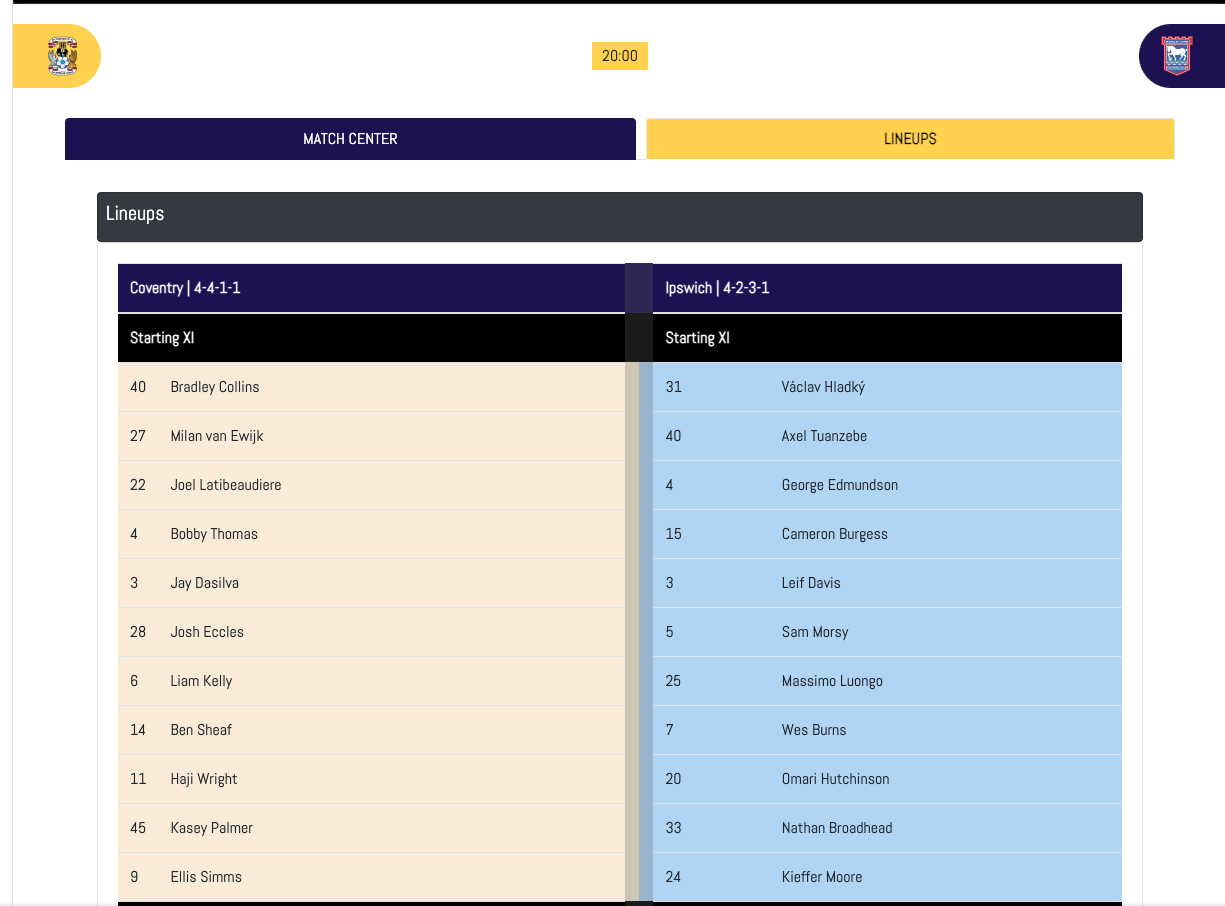 20:00
MATCH CENTER
LINEUPS
Lineups
Coventry | 4-4-1-1
Ipswich | 4-2-3-1
Starting XI
Starting XI
40 Bradley Collins
31 Václav Hladký
27 Milan van Ewijk
40 Axel Tuanzebe
22 Joel Latibeaudiere
4 George Edmundson
4 Bobby Thomas
15 Cameron Burgess
3 Jay Dasilva
3 Leif Davis
28 Josh Eccles
5 Sam Morsy
6 Liam Kelly
25 Massimo Luongo
14 Ben Sheaf
7 Wes Burns
11 Haji Wright
20 Omari Hutchinson
45 Kasey Palmer
33 Nathan Broadhead
9 Ellis Simms
24 Kieffer Moore